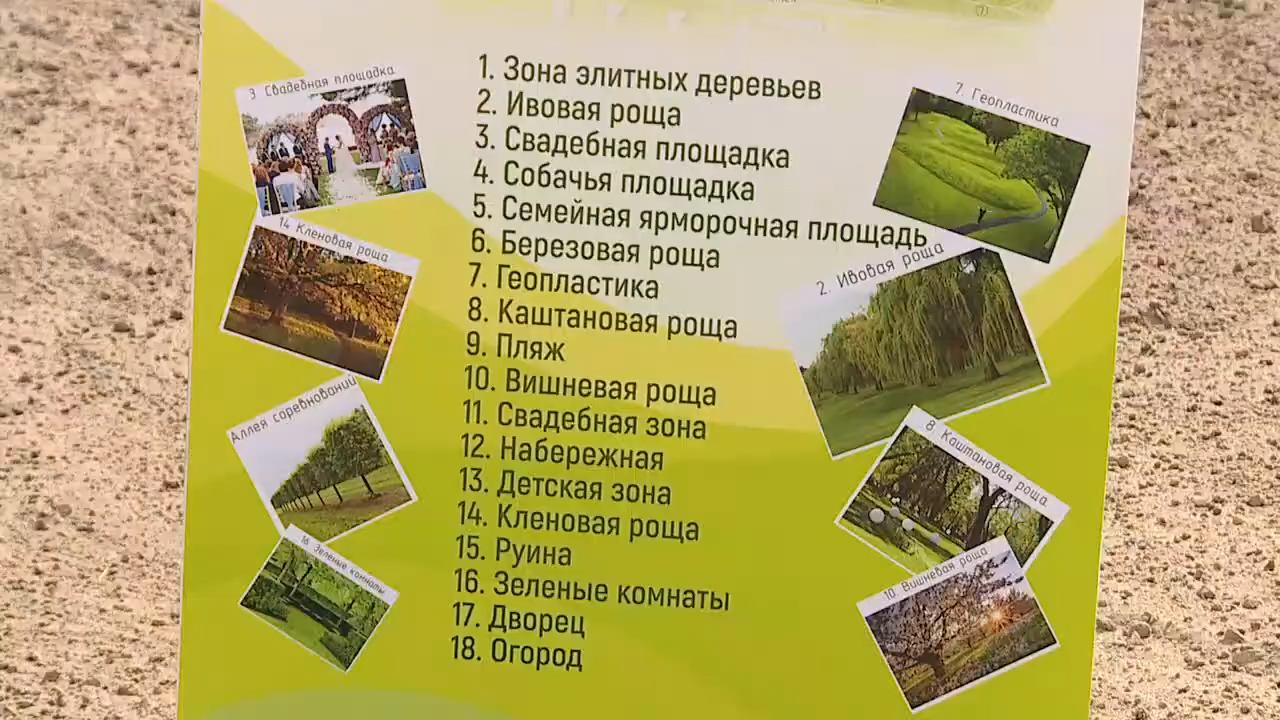 1. Зона элитных деревьев
2. Ивовая роща
3. Свадебная площадка
4. Собачья площадка
5. Семейная ярморочная площадь
6. Березовая роща
7. Геопластика
8. Каштановая роща
9. Пляж
10. Вишневая роща
11. Свадебная зона
12. Набережная
13. Детская зона
14. Кленовая роща
15. Руина
16. Зеленые комнаты
17. Дворец
18. Огород
3 Свадебная площадка
14 Кленовая роща
Аллея соревнований
16 Зеленые комнаты
7. Геопластика
2. Ивовая роща
8 Каштановая роща
10. Вишневая роща